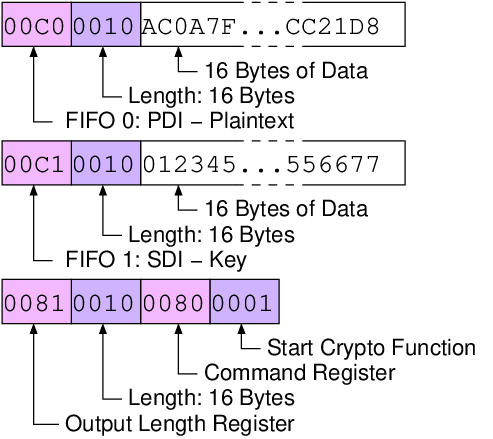 00C0 0010 AC0A7F...CC21D8
16 Bytes of Data
Length: 16 Bytes
FIFO 0: PDI – Plaintext
00C1 0010 012345...556677
16 Bytes of Data
Length: 16 Bytes
FIFO 1: SDI – Key
0081 0010 0080 0001
Start Crypto Function
Command Register
Length: 16 Bytes
Output Length Register